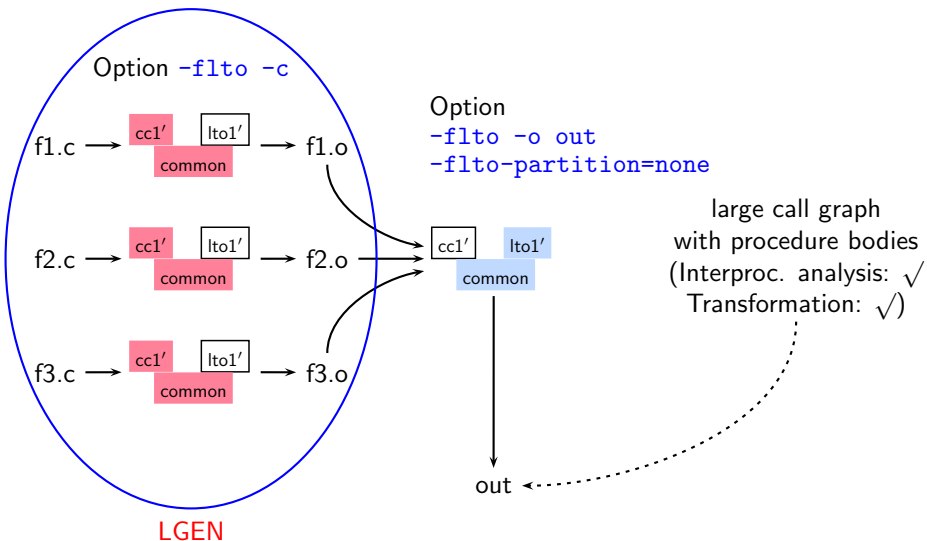 Option -flto -c
f1.c
cc1′
lto1′
common
f1.o
f2.c
cc1′
lto1′
common
f2.o
f3.c
cc1′
lto1′
common
f3.o
LGEN
Option
-flto -o out
-flto-partition=none
cc1′
lto1′
common
out
large call graph
with procedure bodies
(Interproc. analysis: √
Transformation: √)